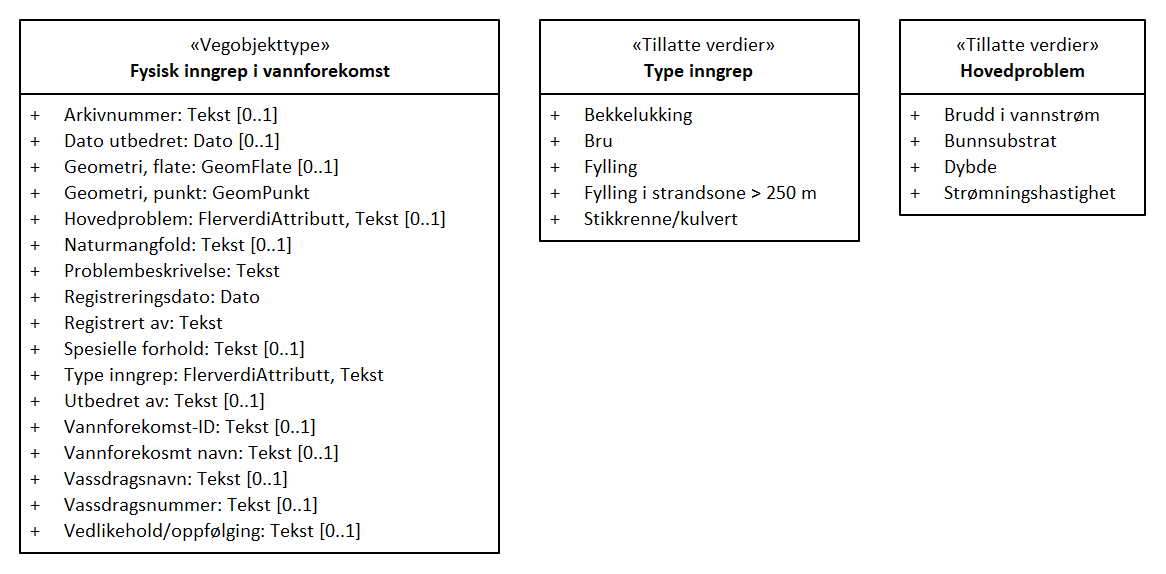 «Vegobjekttype»
Fysisk inngrep i vannforekomst
+ Arkivnummer: Tekst [0..1]
+ Dato utbedret: Dato [0..1]
+ Geometri, flate: GeomFlate [0..1]
+ Geometri, punkt: GeomPunkt
+ Hovedproblem: FlerverdiAttributt, Tekst [0..1]
+ Naturmangfold: Tekst [0..1]
+ Problembeskrivelse: Tekst
+ Registreringsdato: Dato
+ Registrert av: Tekst
+ Spesielle forhold: Tekst [0..1]
+ Type inngrep: FlerverdiAttributt, Tekst
+ Utbedret av: Tekst [0..1]
+ Vannforekomst-ID: Tekst [0..1]
+ Vannforekosmt navn: Tekst [0..1]
+ Vassdragsnavn: Tekst [0..1]
+ Vassdragsnummer: Tekst [0..1]
+ Vedlikehold/oppfølging: Tekst [0..1]
«Tillatte verdier»
Type inngrep
+ Bekkelukking
+ Bru
+ Fylling
+ Fylling i strandsone > 250 m
+ Stikkrenne/kulvert
«Tillatte verdier»
Hovedproblem
+ Brudd i vannstrøm
+ Bunnsubstrat
+ Dybde
+ Strømningshastighet